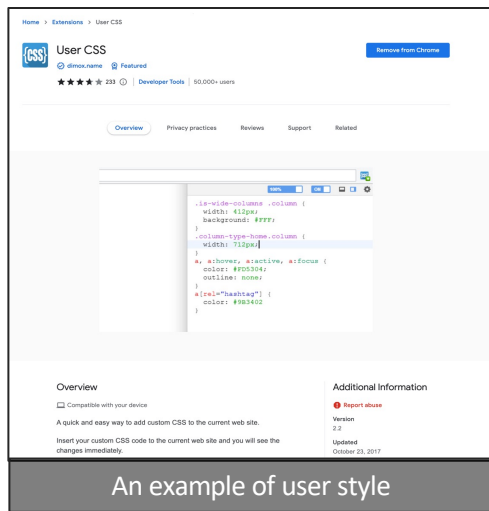 Home > Extensions > User CSS
{css}
User CSS
Remove from Chrome
dimox.name Featured
233 Developer Tools 50,000+ users
Overview Privacy practices Reviews Support Related
100% ON
.is-wide-columns .column {
width: 412px;
background: #FFF;
}
.column-type-home.column {
width: 712px;
}
a, a:hover, a:active, a:focus {
color: #FD5304;
outline: none;
}
a[rel="hashtag"] {
color: #9B3402
}
Overview
Compatible with your device
A quick and easy way to add custom CSS to the current web site.
Insert your custom CSS code to the current web site and you will see the
changes immediately.
Additional Information
Report abuse
Version
2.2
Updated
October 23, 2017
An example of user style